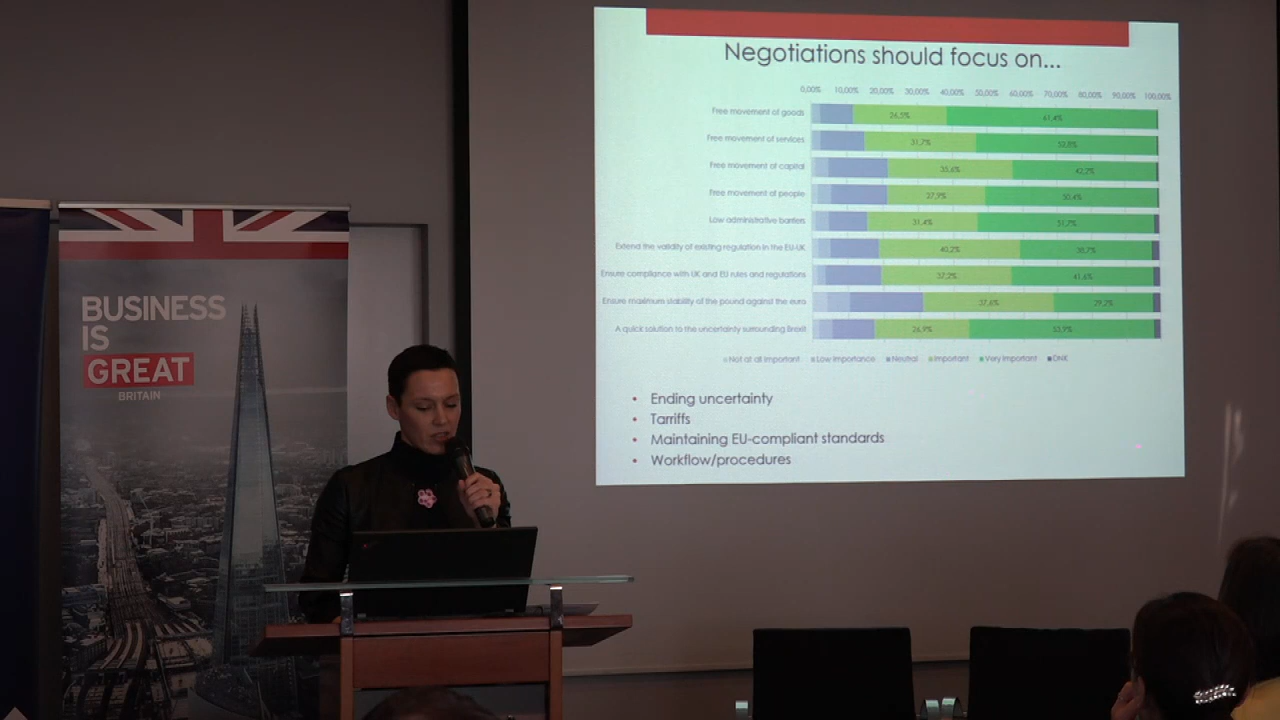 BUSINESS
IS
GREAT
BRITAIN
Negotiations should focus on...
0,00% 10,00% 20,00% 30,00% 40,00% 50,00% 60,00% 70,00% 80,00% 90,00% 100,00%
Free movement of goods 26,5% 61,4%
Free movement of services 31,7% 52,8%
Free movement of capital 35,6% 42,2%
Free movement of people 27,9% 50,4%
Low administrative barriers 31,4% 51,7%
Extend the validity of existing regulation in the EU-UK 40,2% 38,7%
Ensure compliance with UK and EU rules and regulations 37,2% 41,6%
Ensure maximum stability of the pound against the euro 37,6% 29,2%
A quick solution to the uncertainty surrounding Brexit 26,9% 53,9%
Not at all important Low importance Neutral Important Very important DNK
• Ending uncertainty
• Tarriffs
• Maintaining EU-compliant standards
• Workflow/procedures